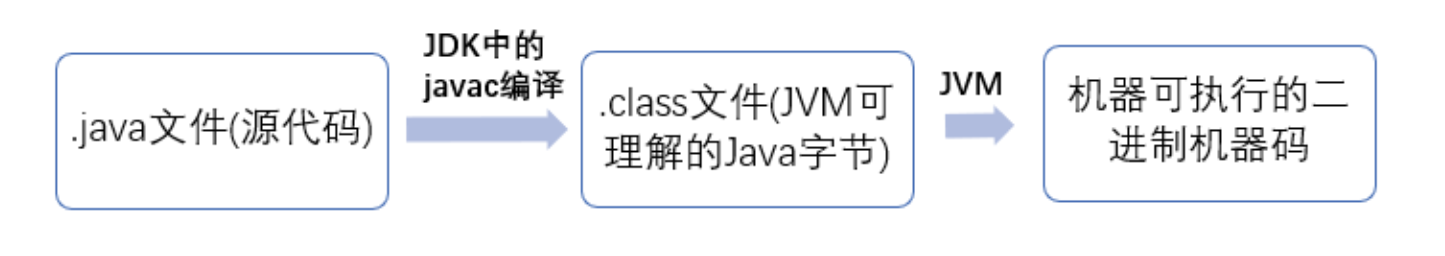 .java文件(源代码)
JDK中的
javac编译
.class文件(JVM可
理解的Java字节)
JVM
机器可执行的二
进制机器码